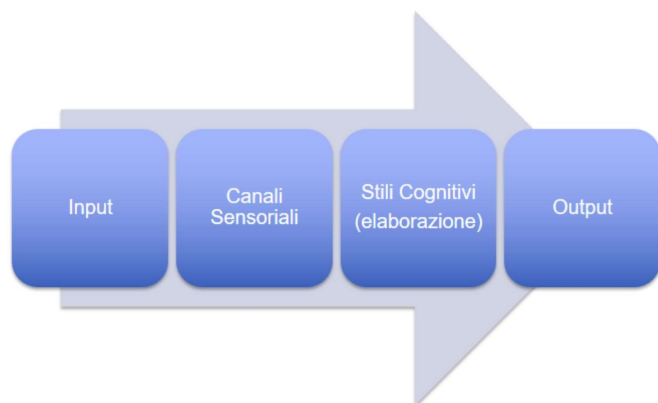 Input
Canali
Sensoriali
Stili Cognitivi
(elaborazione)
Output